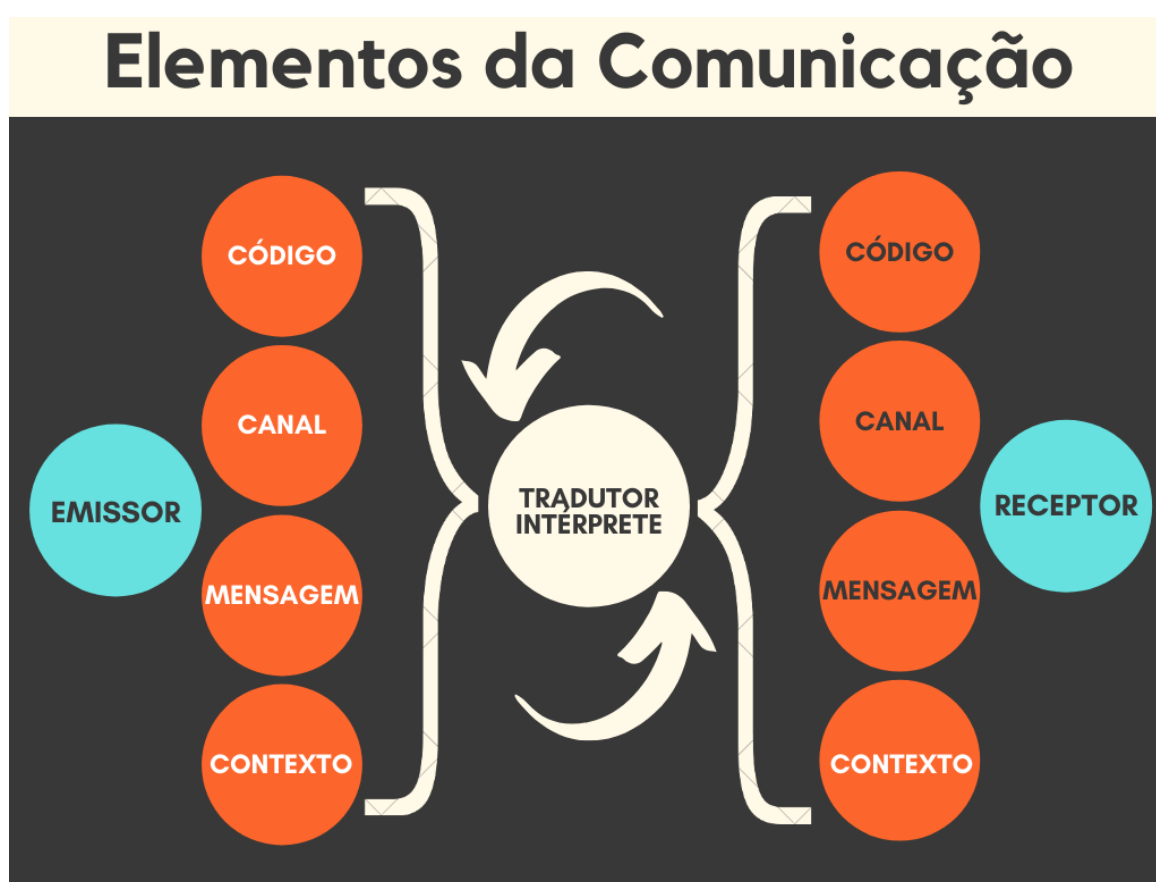 Elementos da Comunicação
EMISSOR
CÓDIGO
CANAL
MENSAGEM
CONTEXTO
TRADUTOR
INTÉRPRETE
CÓDIGO
CANAL
MENSAGEM
CONTEXTO
RECEPTOR